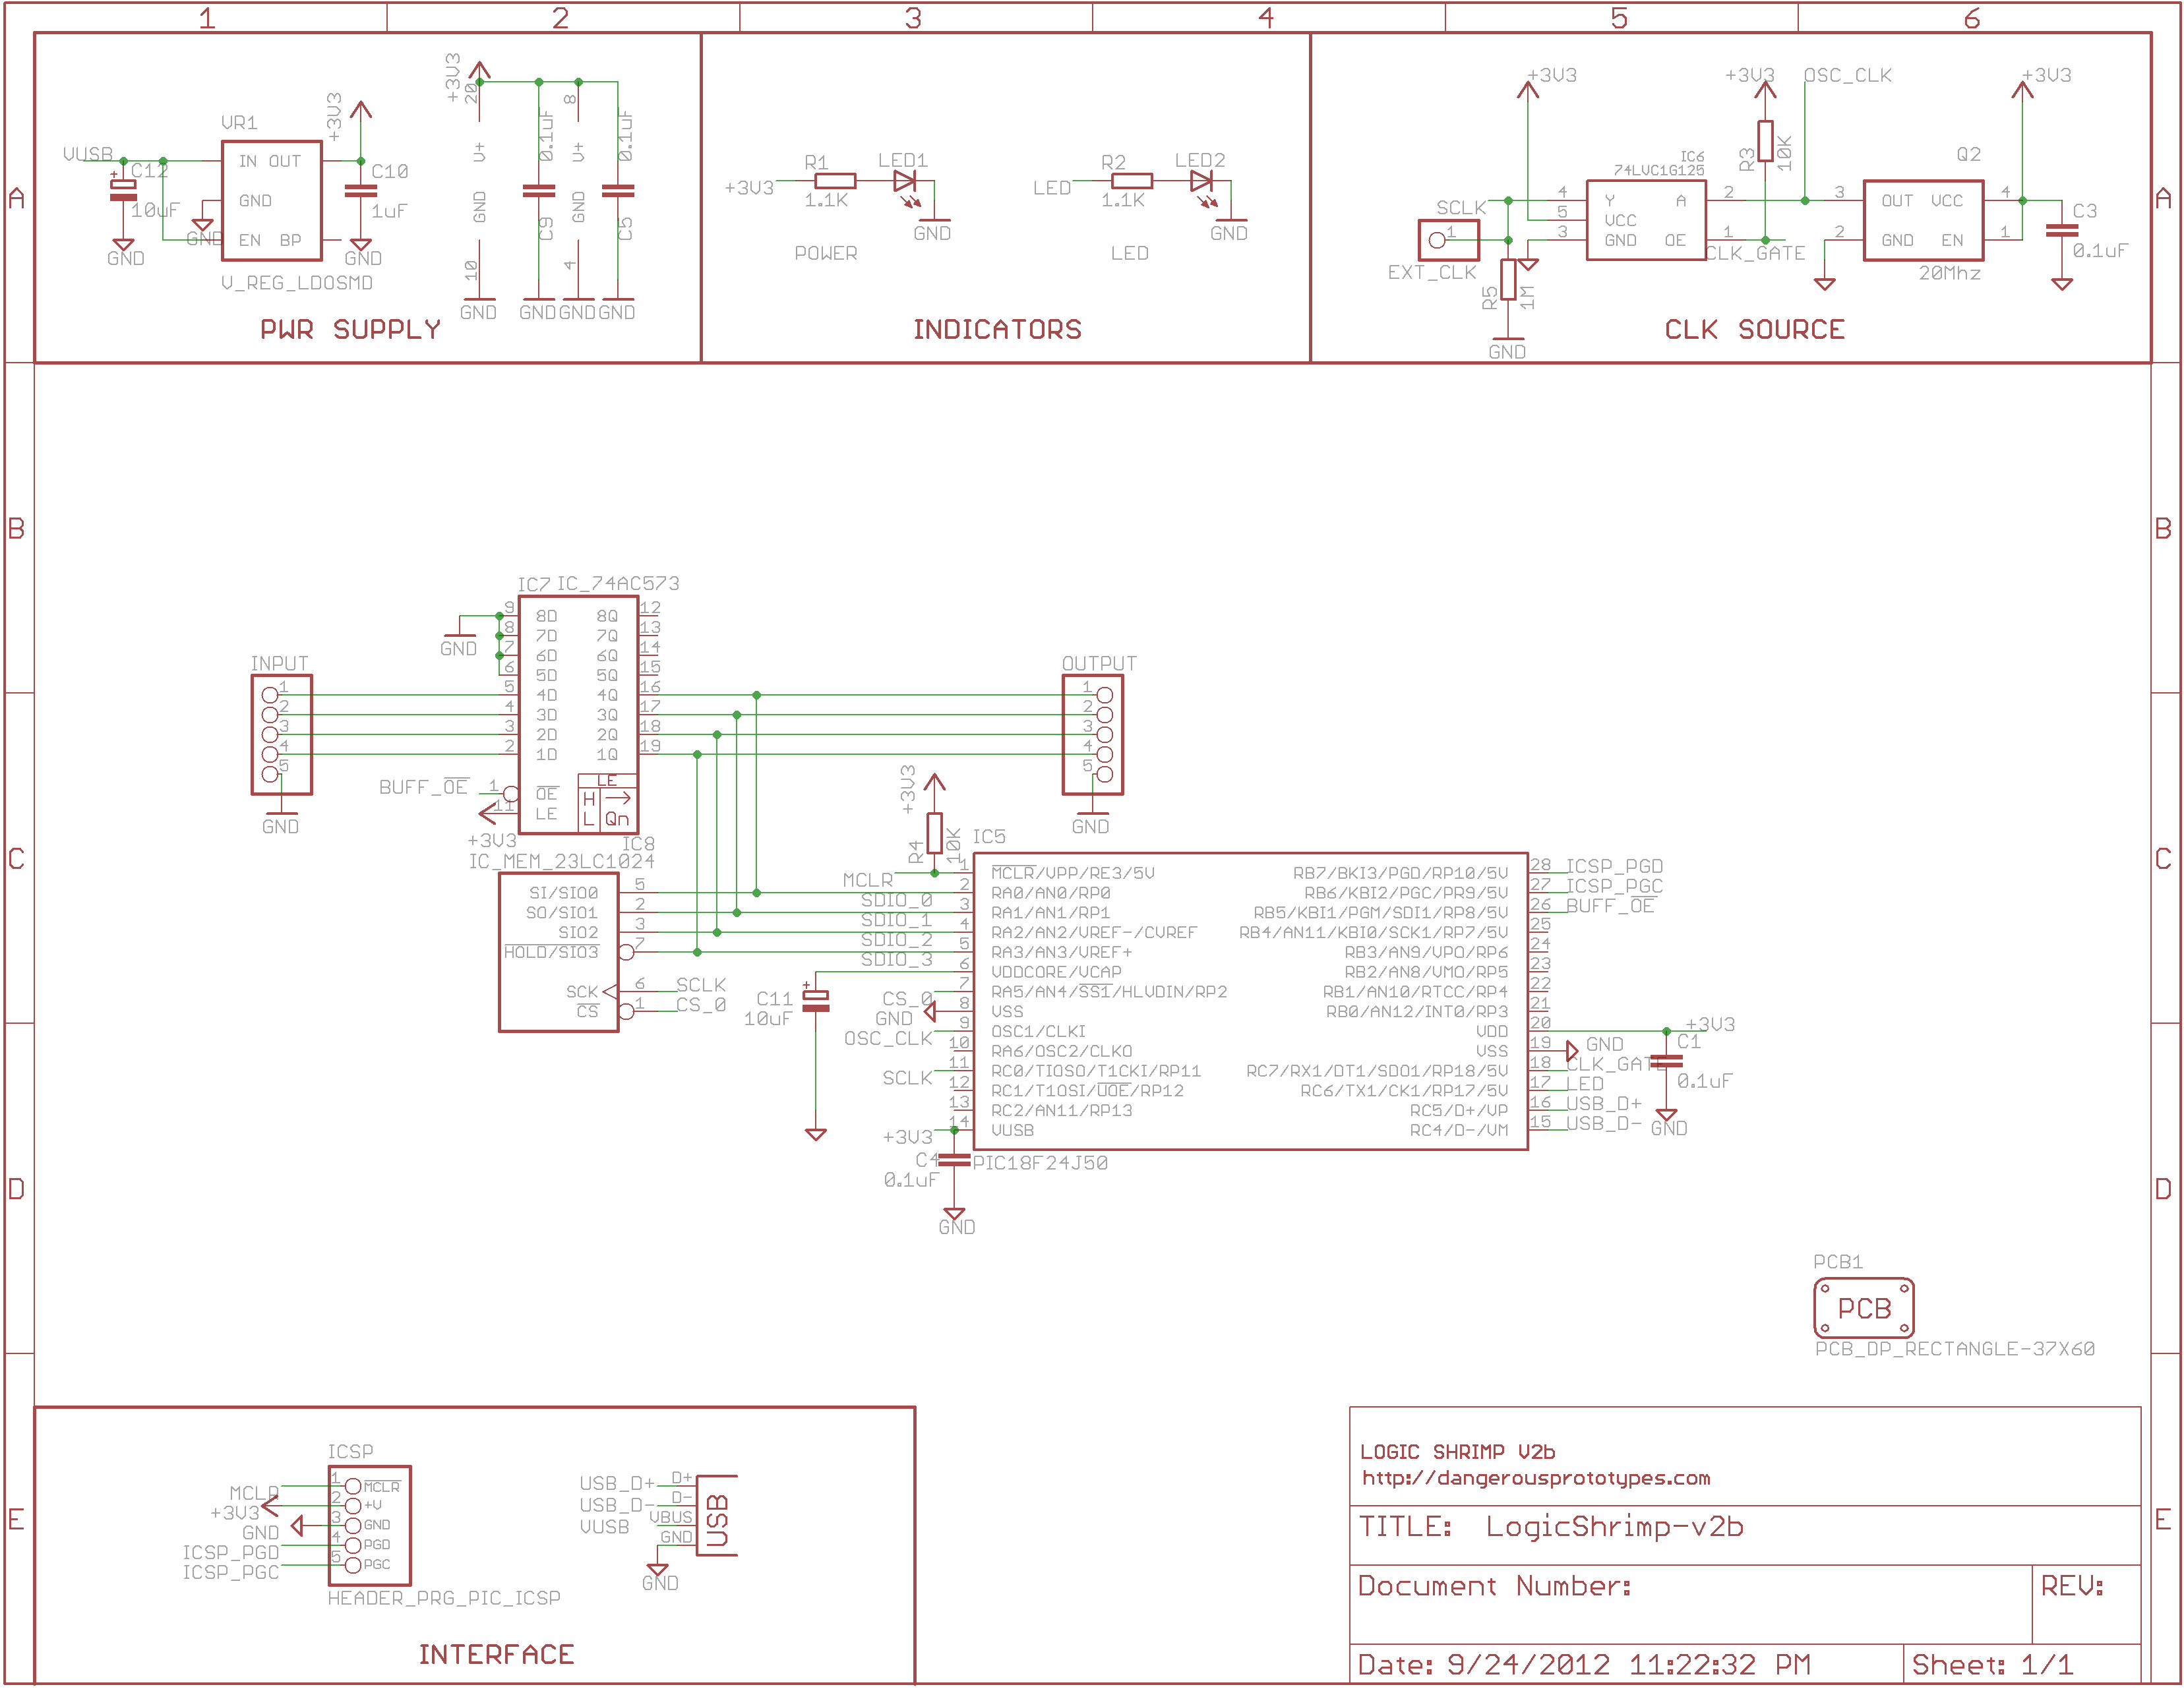 1 2 3 4 5 6
A
VR1
VUSB
C12
10uF
IN OUT
GND
EN BP
V_REG_LDOSMD
GND
GND
+3V3
C10
1uF
GND
+3V3
20
V+
GND
10
GND
0.1uF
C9
GND
8
V+
GND
4
GND
0.1uF
C5
GND
PWR SUPPLY
+3V3
R1
1.1K
LED1
GND
POWER
LED
R2
1.1K
LED2
GND
LED
INDICATORS
+3V3
SCLK
1
EXT_CLK
R5
1M
GND
IC6
74LVC1G125
4 Y A 2
5 VCC
3 GND OE 1
+3V3
R3
10K
CLK_GATE
OSC_CLK
Q2
3 OUT VCC 4
2 GND EN 1
20Mhz
+3V3
C3
0.1uF
CLK SOURCE
A
B
B
IC7 IC_74AC573
9 8D 8Q 12
8 7D 7Q 13
7 6D 6Q 14
6 5D 5Q 15
5 4D 4Q 16
4 3D 3Q 17
3 2D 2Q 18
2 1D 1Q 19
GND
BUFF_OE 1 OE
11 LE
+3V3
LE
H
L Qn
INPUT
1
2
3
4
5
GND
OUTPUT
1
2
3
4
5
GND
C
C
IC8
IC_MEM_23LC1024
SI/SIO0 5
SO/SIO1 2
SIO2 3
HOLD/SIO3 7
SCK 6 SCLK
CS 1 CS_0
+3V3
R4
10K
IC5
MCLR 1 MCLR/VPP/RE3/5V
SDIO_0 2 RA0/AN0/RP0
SDIO_1 3 RA1/AN1/RP1
SDIO_2 4 RA2/AN2/VREF-/CVREF
SDIO_3 5 RA3/AN3/VREF+
6 VDDCORE/VCAP
CS_0 7 RA5/AN4/SS1/HLVDIN/RP2
GND 8 VSS
OSC_CLK 9 OSC1/CLKI
10 RA6/OSC2/CLKO
SCLK 11 RC0/TIOSO/T1CKI/RP11
12 RC1/T1OSI/UOE/RP12
13 RC2/AN11/RP13
+3V3 14 VUSB
C11
10uF
C4
0.1uF
GND
PIC18F24J50
RB7/BKI3/PGD/RP10/5V 28 ICSP_PGD
RB6/KBI2/PGC/PR9/5V 27 ICSP_PGC
RB5/KBI1/PGM/SDI1/RP8/5V 26 BUFF_OE
RB4/AN11/KBI0/SCK1/RP7/5V 25
RB3/AN9/VPO/RP6 24
RB2/AN8/VMO/RP5 23
RB1/AN10/RTCC/RP4 22
RB0/AN12/INT0/RP3 21
VDD 20 +3V3
VSS 19 GND
RC7/RX1/DT1/SDO1/RP18/5V 18 CLK_GATE
RC6/TX1/CK1/RP17/5V 17 LED
RC5/D+/VP 16 USB_D+
RC4/D-/VM 15 USB_D-
C1
0.1uF
GND
D
D
PCB1
PCB
PCB_DP_RECTANGLE-37X60
E
E
ICSP
MCLR 1 MCLR
+3V3 2 +V
GND 3 GND
ICSP_PGD 4 PGD
ICSP_PGC 5 PGC
HEADER_PRG_PIC_ICSP
USB_D+ D+
USB_D- D-
VUSB VBUS
GND
GND
USB
INTERFACE
LOGIC SHRIMP V2b
http://dangerousprototypes.com
TITLE: LogicShrimp-v2b
Document Number:
REV:
Date: 9/24/2012 11:22:32 PM
Sheet: 1/1